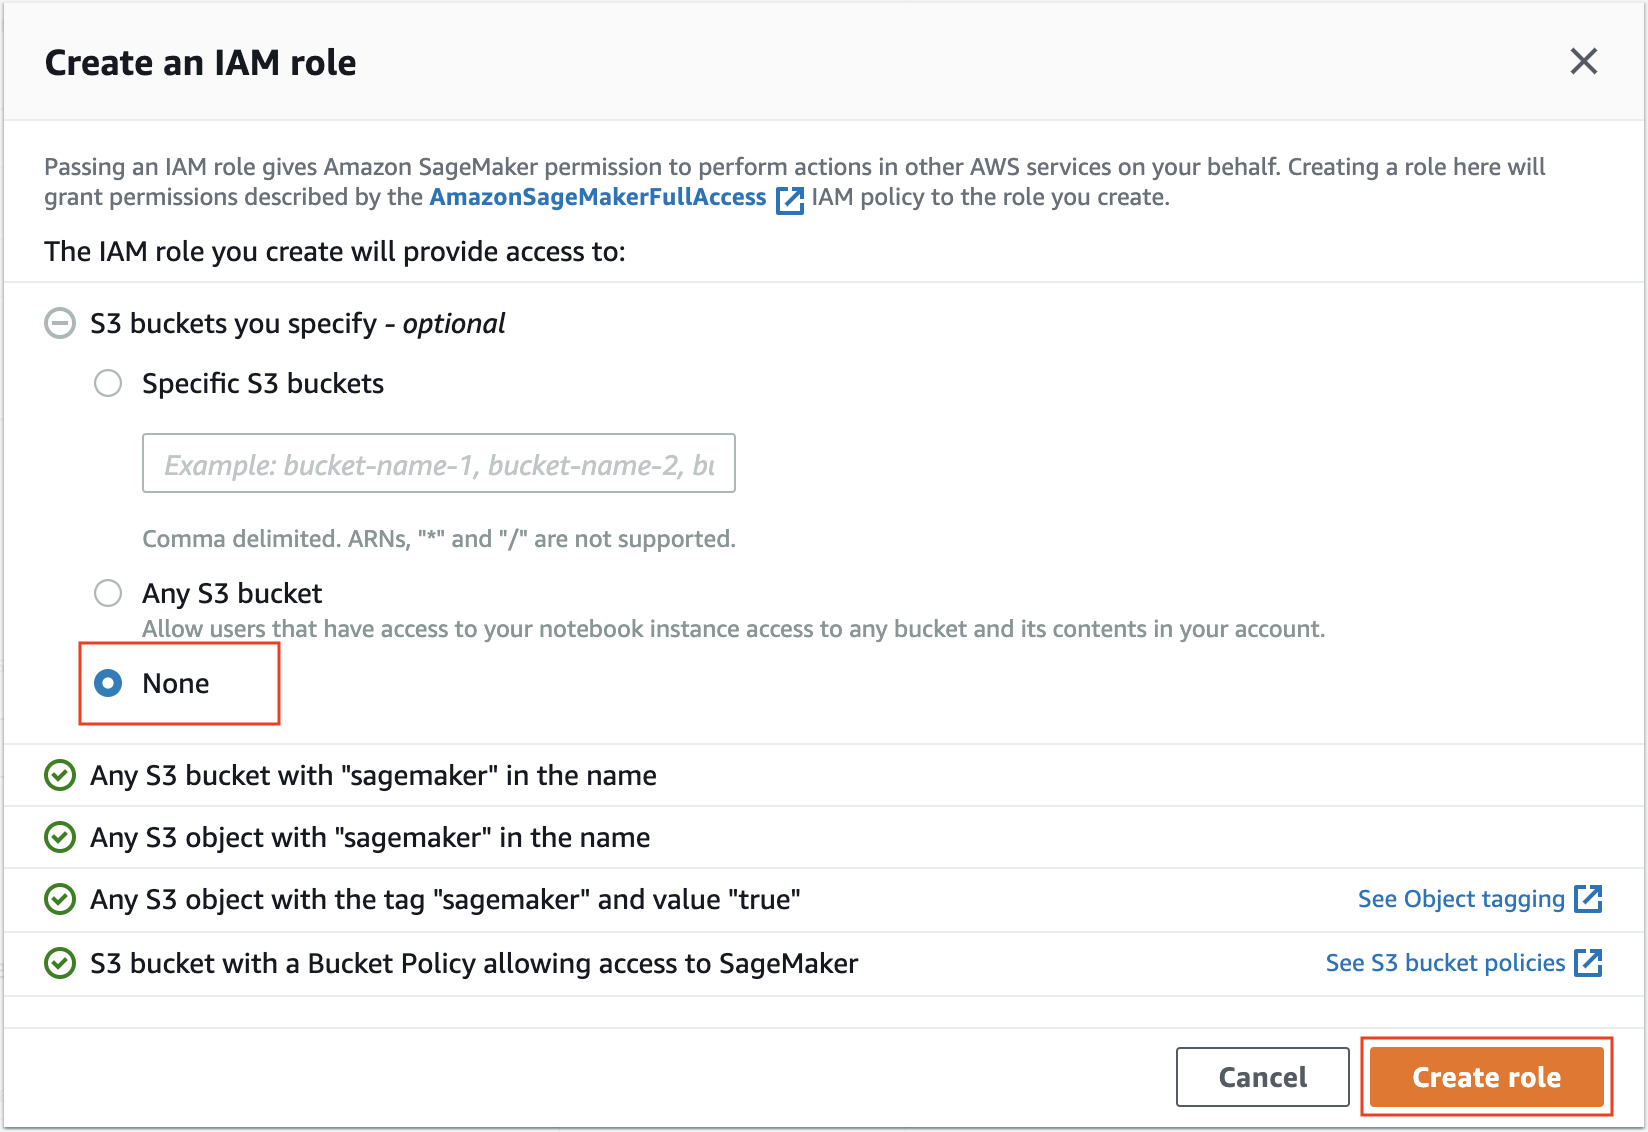 Create an IAM role
Passing an IAM role gives Amazon SageMaker permission to perform actions in other AWS services on your behalf. Creating a role here will
grant permissions described by the AmazonSageMakerFullAccess IAM policy to the role you create.
The IAM role you create will provide access to:
S3 buckets you specify - optional
Specific S3 buckets
Example: bucket-name-1, bucket-name-2, bu
Comma delimited. ARNs, "*" and "/" are not supported.
Any S3 bucket
Allow users that have access to your notebook instance access to any bucket and its contents in your account.
None
Any S3 bucket with "sagemaker" in the name
Any S3 object with "sagemaker" in the name
Any S3 object with the tag "sagemaker" and value "true" See Object tagging
S3 bucket with a Bucket Policy allowing access to SageMaker See S3 bucket policies
Cancel Create role